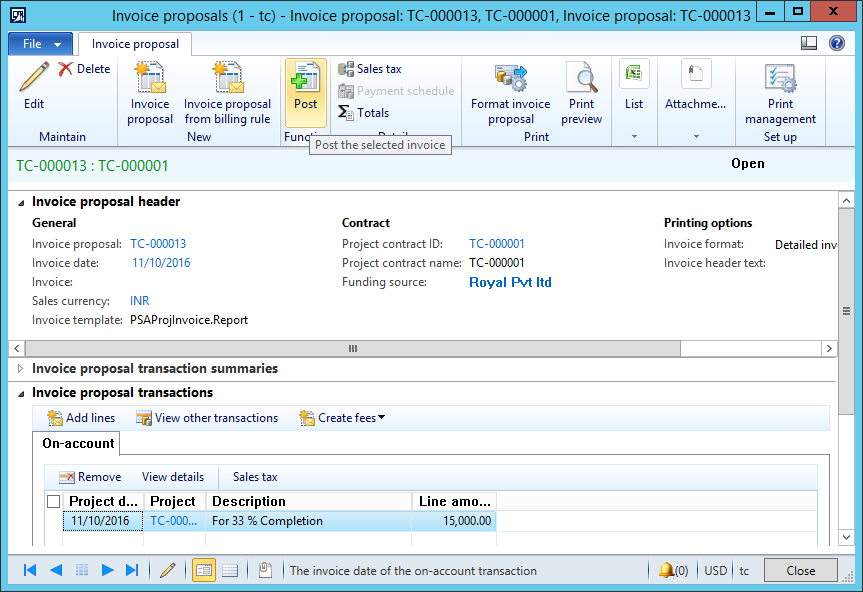 Invoice proposals (1 - tc) - Invoice proposal: TC-000013, TC-000001, Invoice proposal: TC-000013
File
Invoice proposal
Edit
Delete
Maintain
Invoice proposal
Invoice proposal from billing rule
New
Post
Sales tax
Payment schedule
Totals
Format invoice proposal
Print preview
Print
List
Attachme...
Print management
Set up
Post the selected invoice
TC-000013 : TC-000001
Open
Invoice proposal header
General
Invoice proposal: TC-000013
Invoice date: 11/10/2016
Invoice:
Sales currency: INR
Invoice template: PSAProjInvoice.Report
Contract
Project contract ID: TC-000001
Project contract name: TC-000001
Funding source: Royal Pvt ltd
Printing options
Invoice format: Detailed inv
Invoice header text:
Invoice proposal transaction summaries
Invoice proposal transactions
Add lines View other transactions Create fees
On-account
Remove View details Sales tax
Project d... Project Description Line amo...
11/10/2016 TC-000... For 33 % Completion 15,000.00
The invoice date of the on-account transaction
(0) USD tc Close